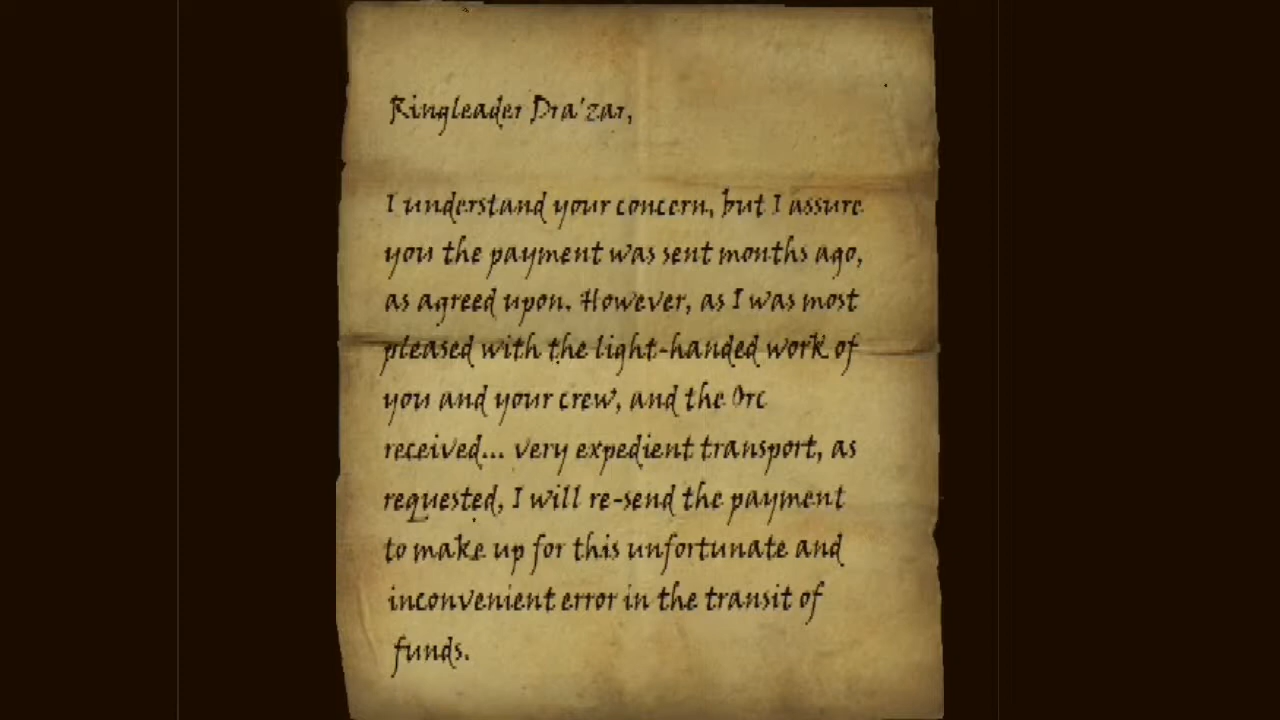 Ringleader Dra'zar,
I understand your concern, but I assure
you the payment was sent months ago,
as agreed upon. However, as I was most
pleased with the light-handed work of
you and your crew, and the Orc
received... very expedient transport, as
requested, I will re-send the payment
to make up for this unfortunate and
inconvenient error in the transit of
funds.